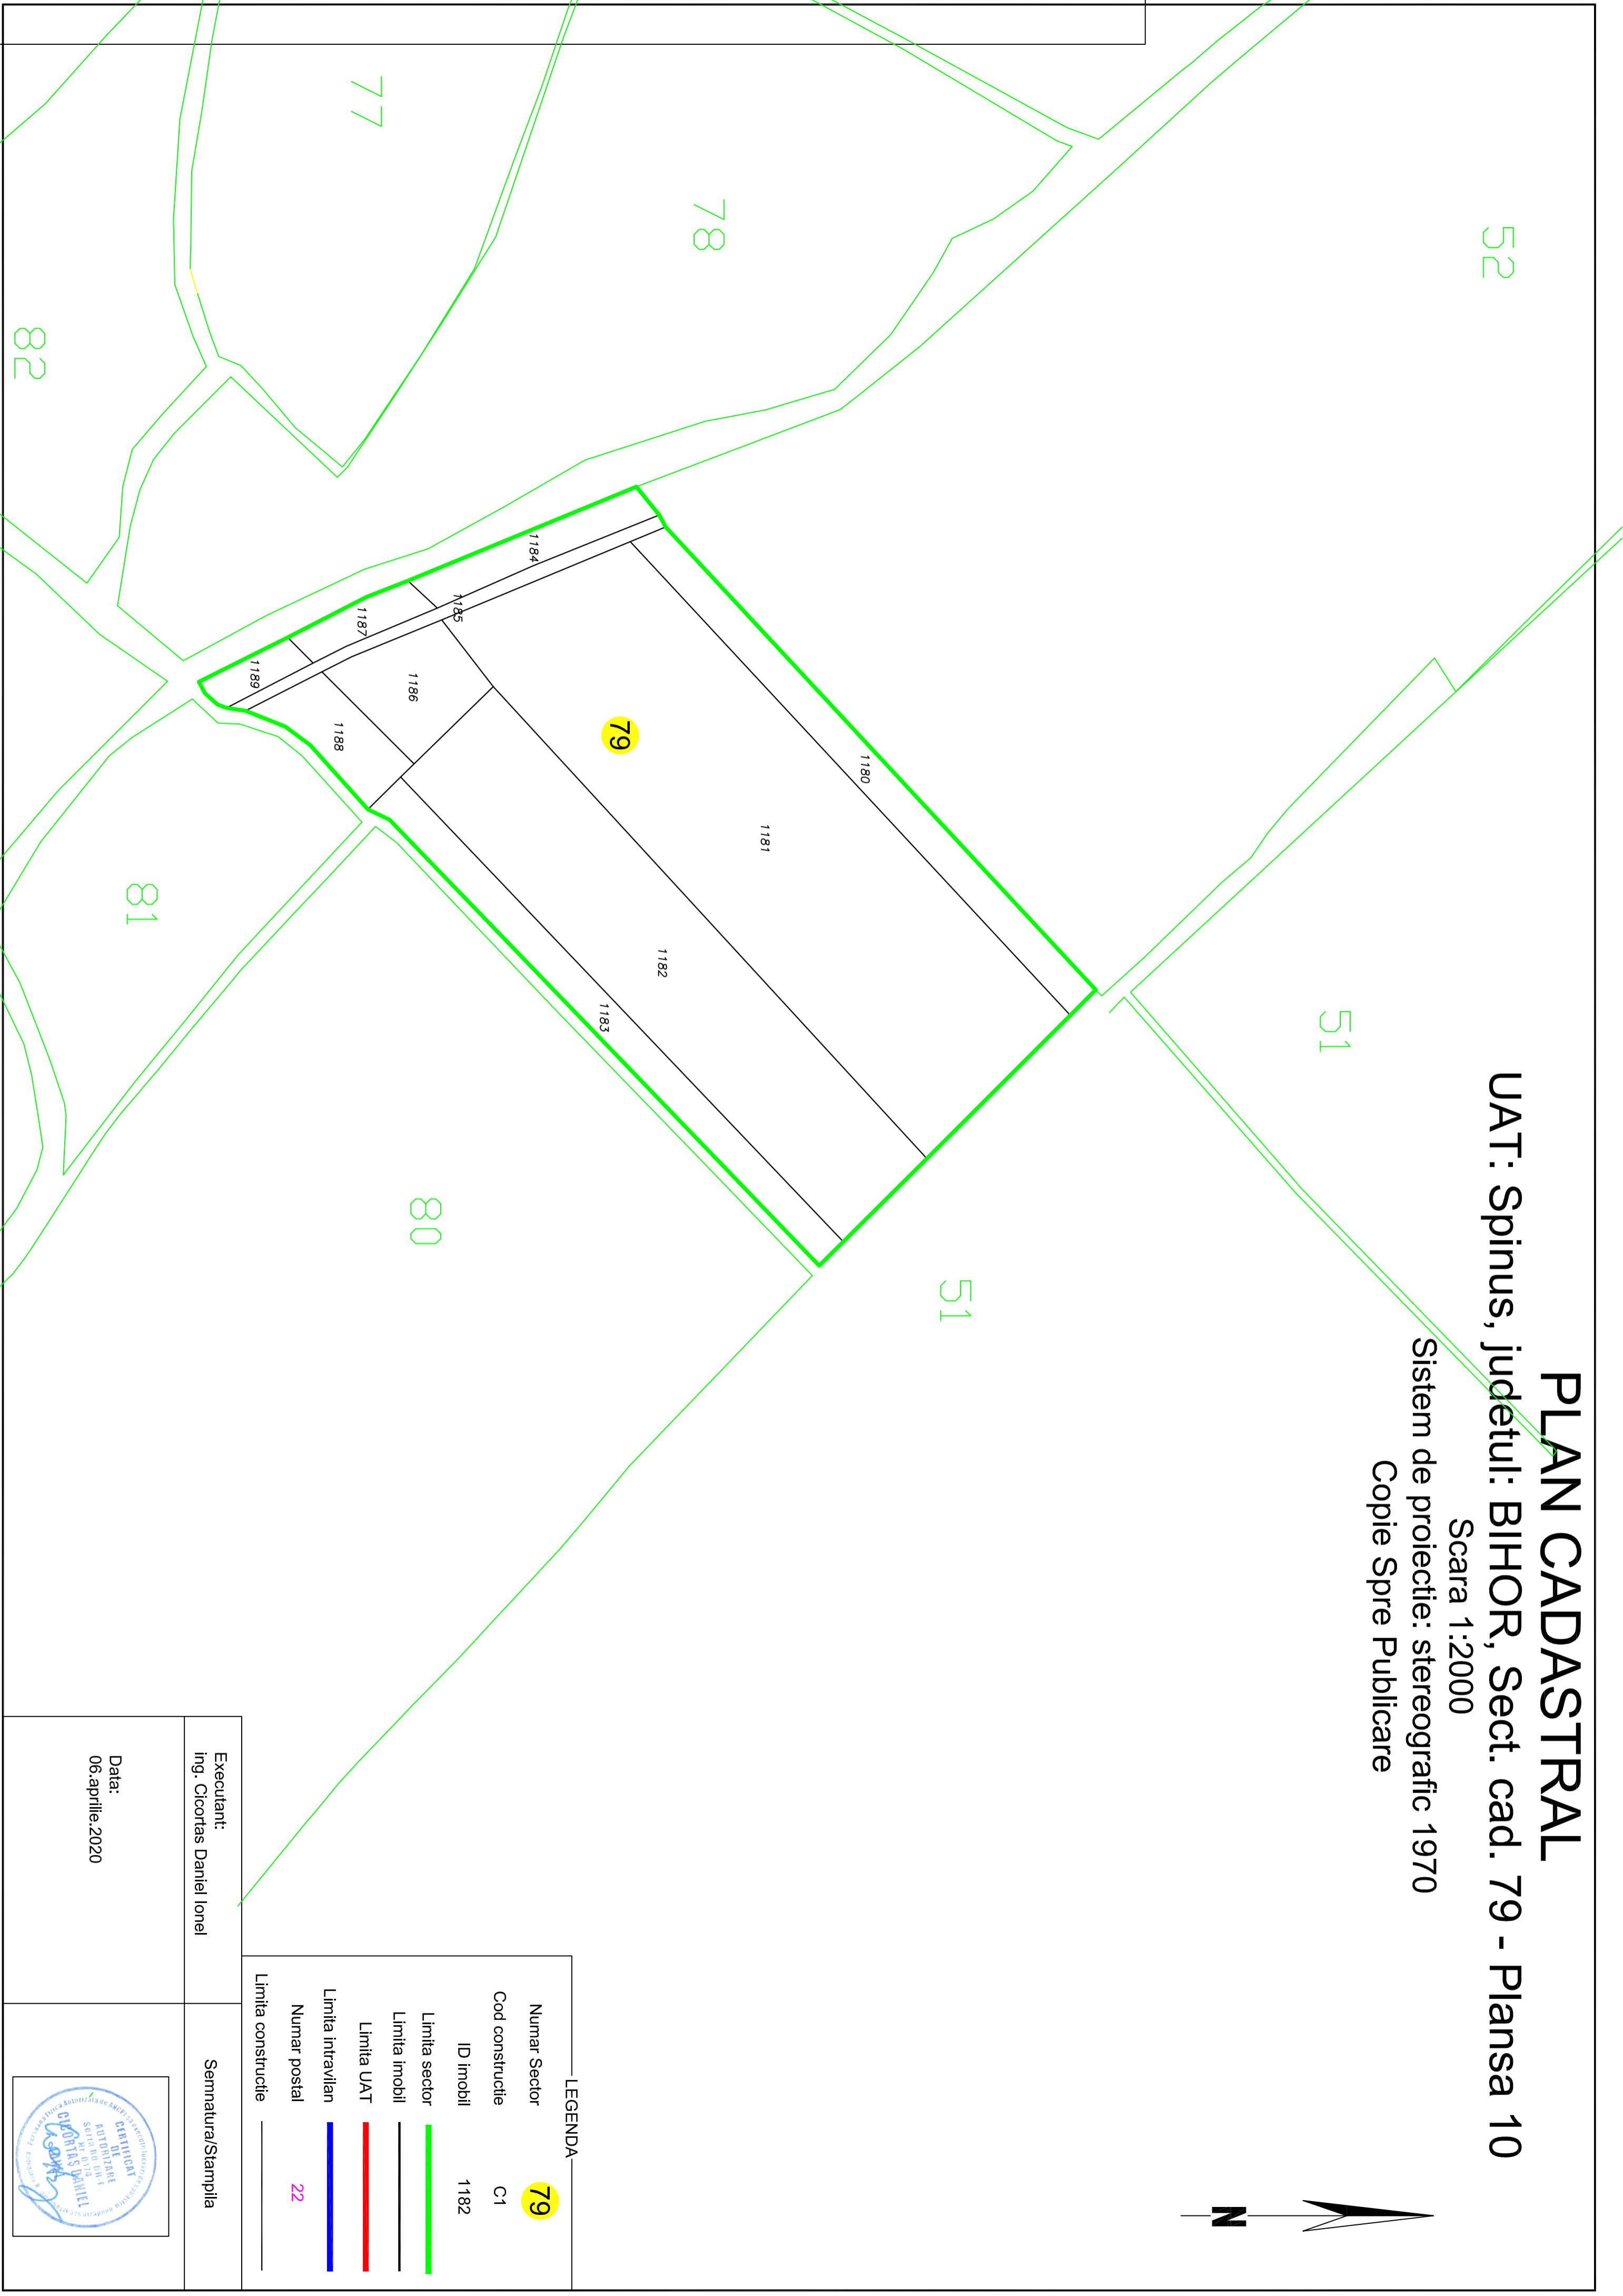 PLAN CADASTRAL
UAT: Spinus, judetul: BIHOR, Sect. cad. 79 - Plansa 10
Scara 1:2000
Sistem de proiectie: stereografic 1970
Copie Spre Publicare
N
52
51
51
78
77
82
81
80
79
1180
1181
1182
1183
1184
1185
1186
1187
1188
1189
LEGENDA
Numar Sector 79
Cod constructie C1
ID imobil 1182
Limita sector
Limita imobil
Limita UAT
Limita intravilan
Numar postal 22
Limita constructie
Executant:
ing. Cicortas Daniel Ionel
Semnatura/Stampila
Data:
06.aprilie.2020
CERTIFICAT
DE
AUTORIZARE
CICORTAS DANIEL